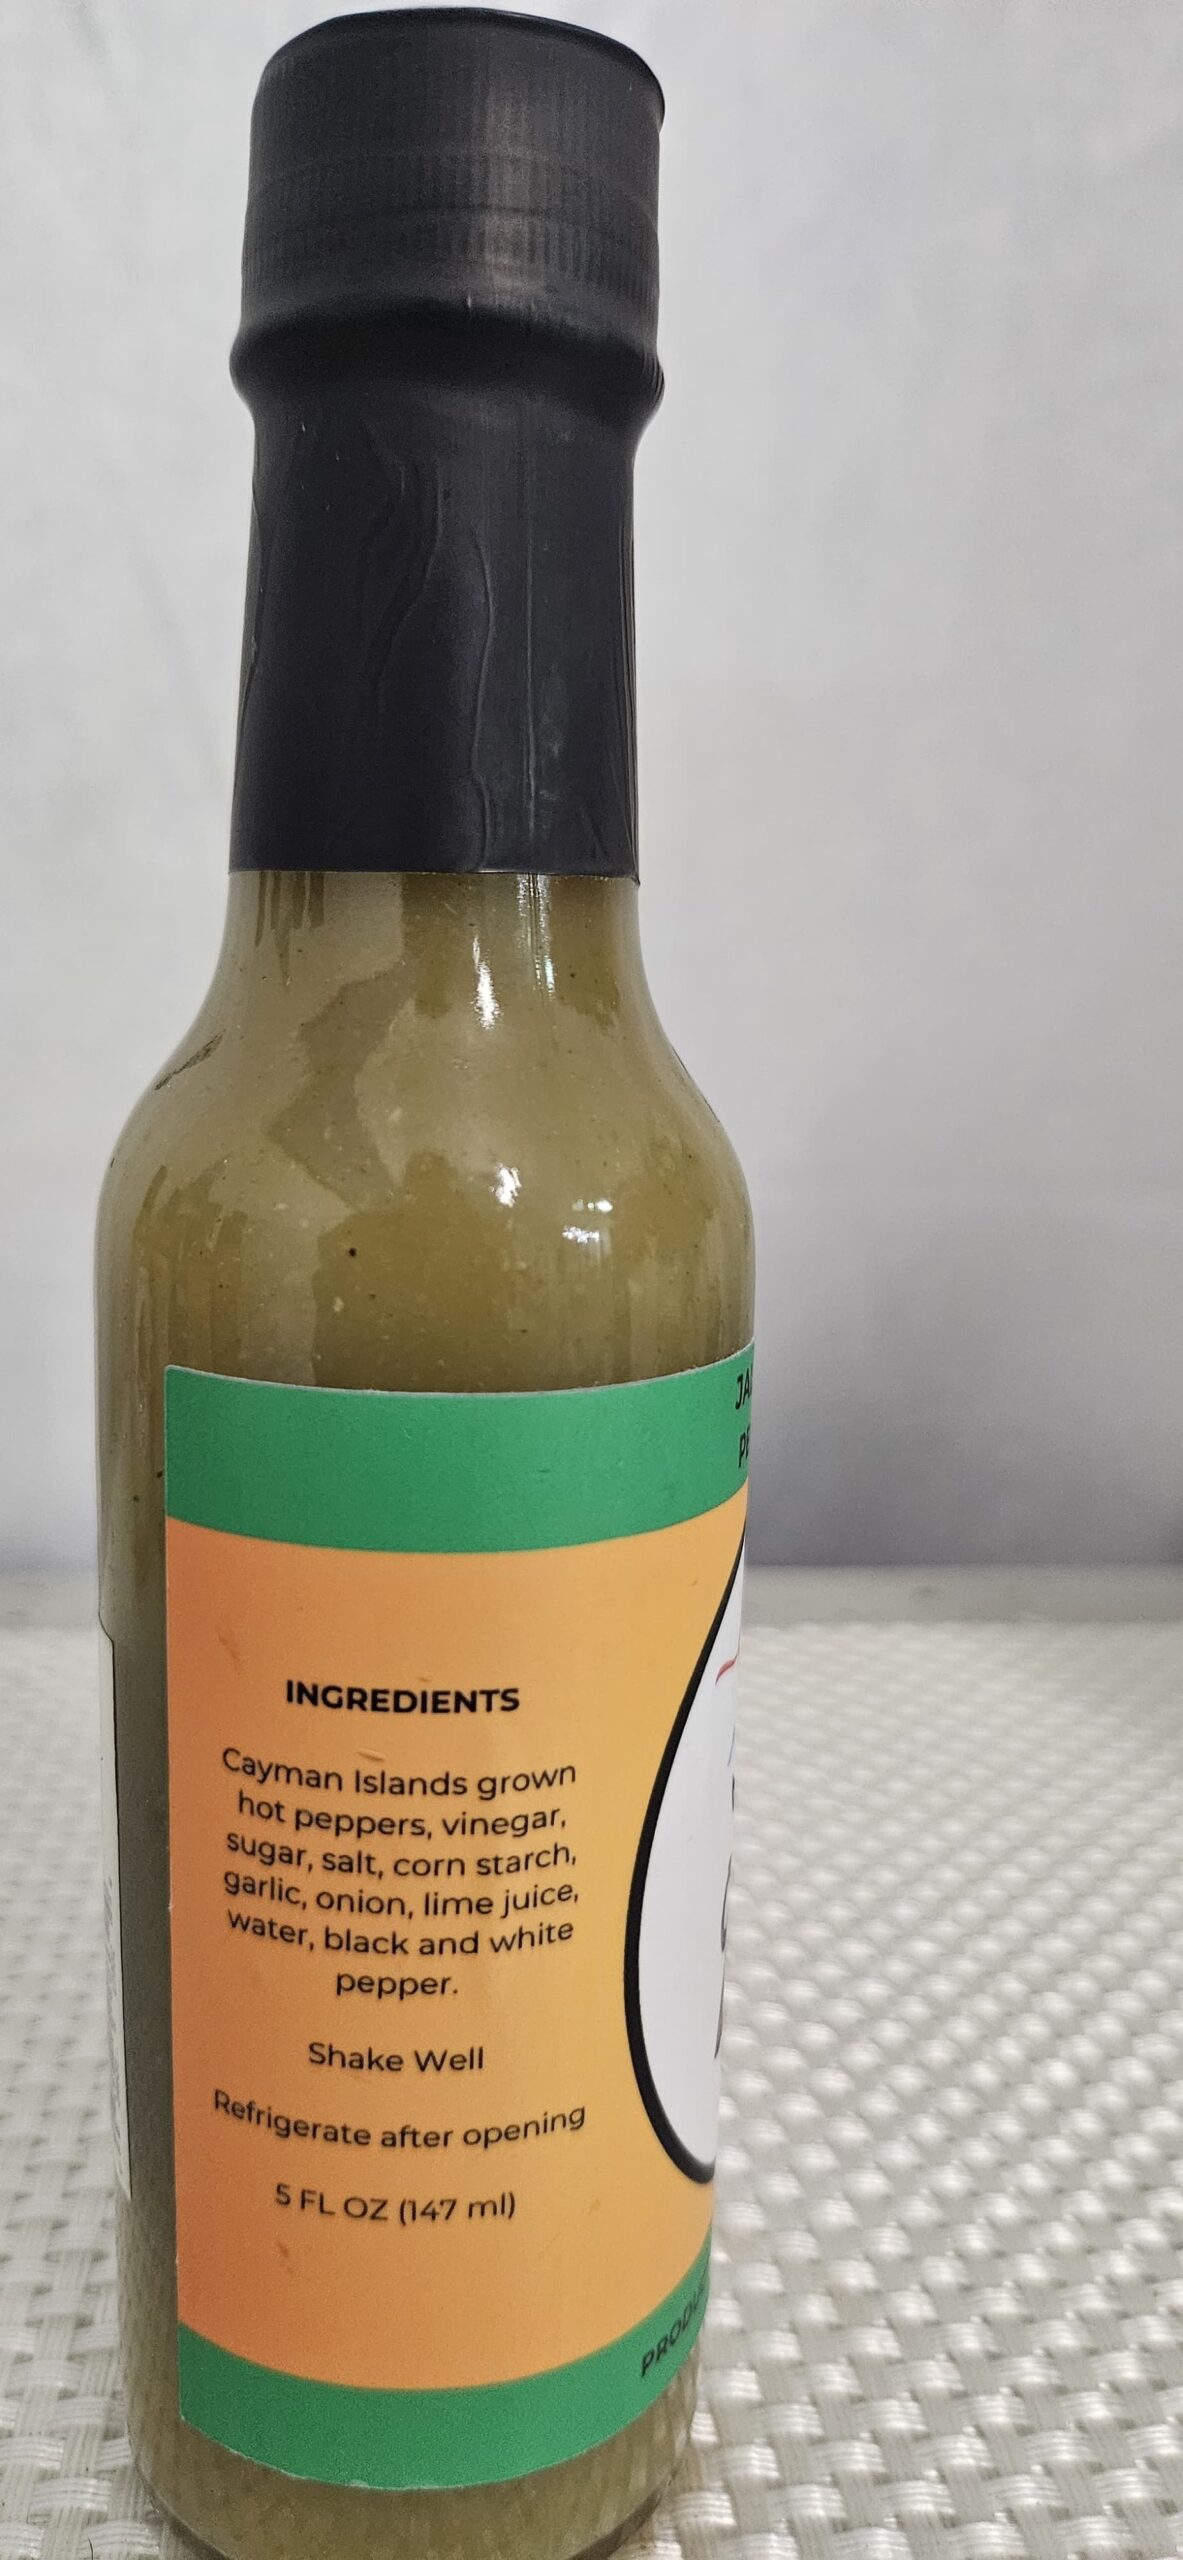 INGREDIENTS
Cayman Islands grown
hot peppers, vinegar,
sugar, salt, corn starch,
garlic, onion, lime juice,
water, black and white
pepper.
Shake Well
Refrigerate after opening
5 FL OZ (147 ml)